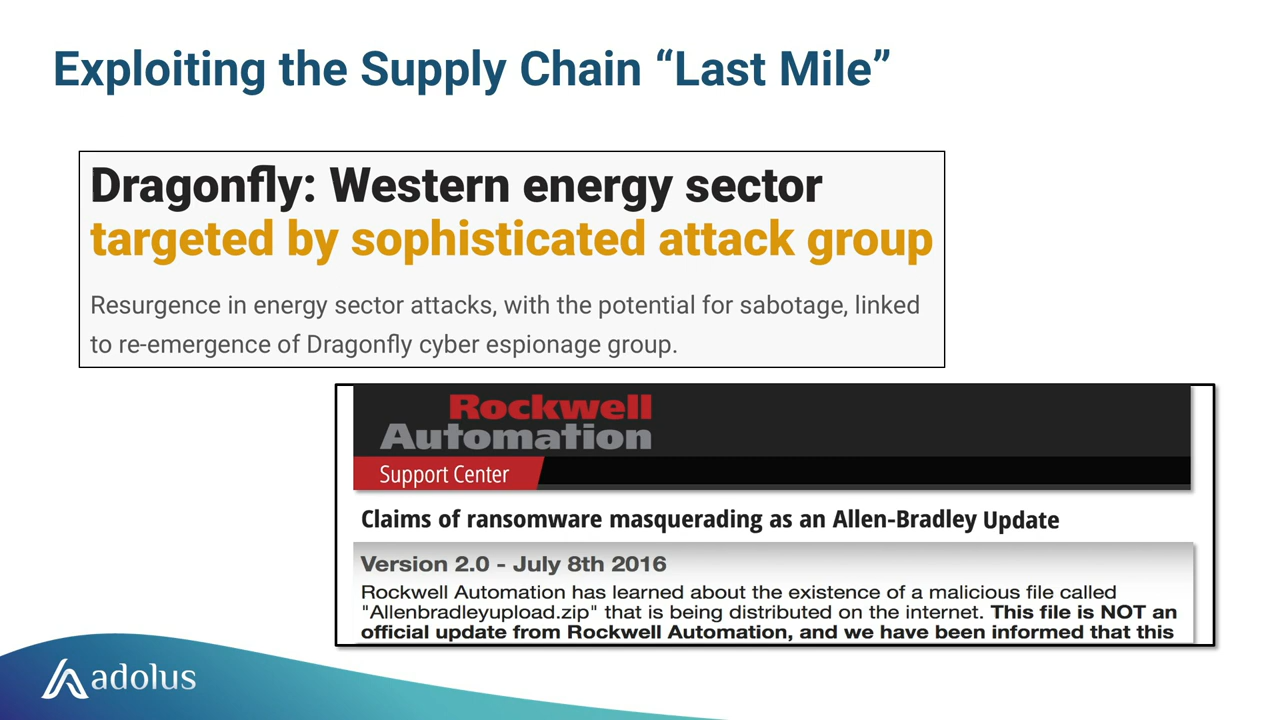 Exploiting the Supply Chain “Last Mile”
Dragonfly: Western energy sector
targeted by sophisticated attack group
Resurgence in energy sector attacks, with the potential for sabotage, linked
to re-emergence of Dragonfly cyber espionage group.
Rockwell
Automation
Support Center
Claims of ransomware masquerading as an Allen-Bradley Update
Version 2.0 - July 8th 2016
Rockwell Automation has learned about the existence of a malicious file called
"Allenbradleyupload.zip" that is being distributed on the internet. This file is NOT an
official update from Rockwell Automation, and we have been informed that this
adolus